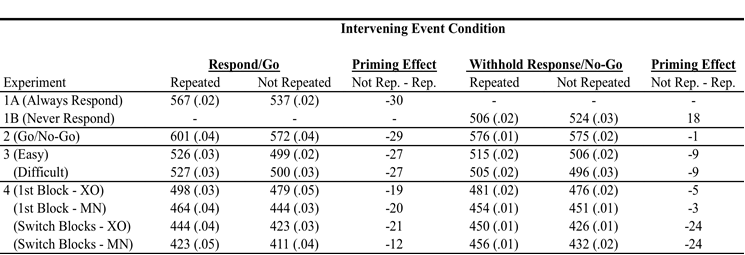 Intervening Event Condition
Respond/Go Priming Effect Withhold Response/No-Go Priming Effect
Experiment Repeated Not Repeated Not Rep. - Rep. Repeated Not Repeated Not Rep. - Rep.
1A (Always Respond) 567 (.02) 537 (.02) -30 - - -
1B (Never Respond) - - - 506 (.02) 524 (.03) 18
2 (Go/No-Go) 601 (.04) 572 (.04) -29 576 (.01) 575 (.02) -1
3 (Easy) 526 (.03) 499 (.02) -27 515 (.02) 506 (.02) -9
(Difficult) 527 (.03) 500 (.03) -27 505 (.02) 496 (.03) -9
4 (1st Block - XO) 498 (.03) 479 (.05) -19 481 (.02) 476 (.02) -5
(1st Block - MN) 464 (.04) 444 (.03) -20 454 (.01) 451 (.01) -3
(Switch Blocks - XO) 444 (.04) 423 (.03) -21 450 (.01) 426 (.01) -24
(Switch Blocks - MN) 423 (.05) 411 (.04) -12 456 (.01) 432 (.02) -24